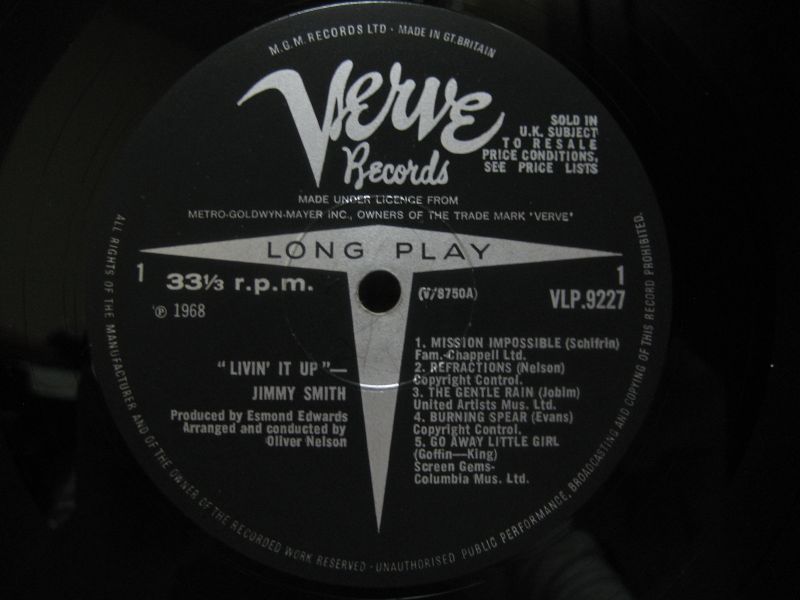 M.G.M. RECORDS LTD · MADE IN GT. BRITAIN
Verve
Records
SOLD IN
U.K. SUBJECT
TO RESALE
PRICE CONDITIONS,
SEE PRICE LISTS
MADE UNDER LICENCE FROM
METRO-GOLDWYN-MAYER INC., OWNERS OF THE TRADE MARK 'VERVE'
LONG PLAY
1
33⅓ r.p.m.
℗ 1968
(V/8750A)
1
VLP.9227
"LIVIN' IT UP"—
JIMMY SMITH
Produced by Esmond Edwards
Arranged and conducted by
Oliver Nelson
1. MISSION IMPOSSIBLE (Schifrin)
Fam.-Chappell Ltd.
2. REFRACTIONS (Nelson)
Copyright Control.
3. THE GENTLE RAIN (Jobim)
United Artists Mus. Ltd.
4. BURNING SPEAR (Evans)
Copyright Control.
5. GO AWAY LITTLE GIRL
(Goffin—King)
Screen Gems-
Columbia Mus. Ltd.
ALL RIGHTS OF THE MANUFACTURER AND OF THE OWNER OF THE RECORDED WORK RESERVED · UNAUTHORISED PUBLIC PERFORMANCE, BROADCASTING AND COPYING OF THIS RECORD PROHIBITED.